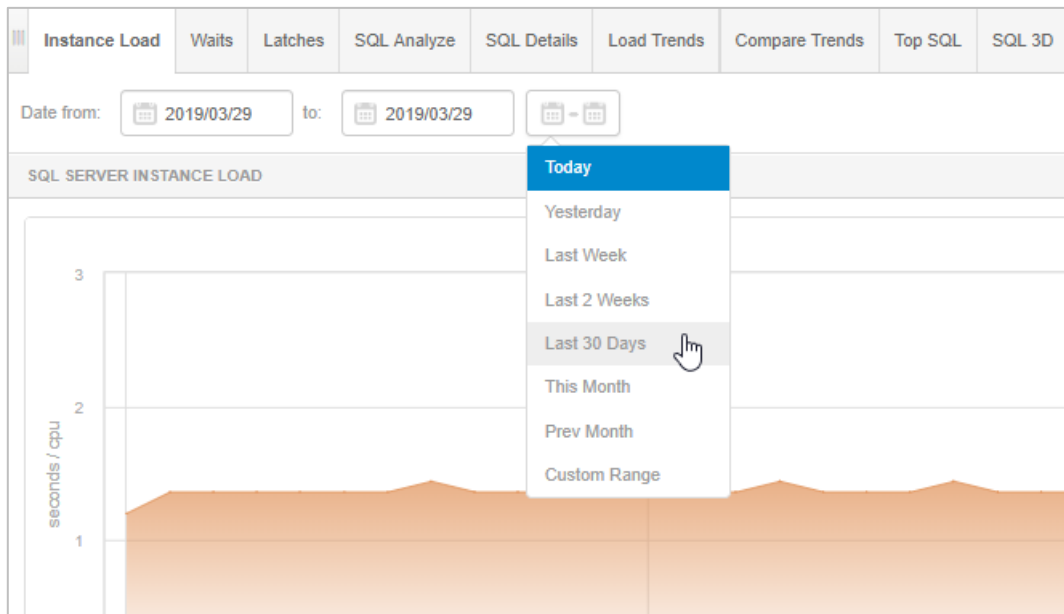 Instance Load Waits Latches SQL Analyze SQL Details Load Trends Compare Trends Top SQL SQL 3D
Date from: 2019/03/29 to: 2019/03/29 -
SQL SERVER INSTANCE LOAD
Today
Yesterday
Last Week
Last 2 Weeks
Last 30 Days
This Month
Prev Month
Custom Range
3
2
1
seconds / cpu